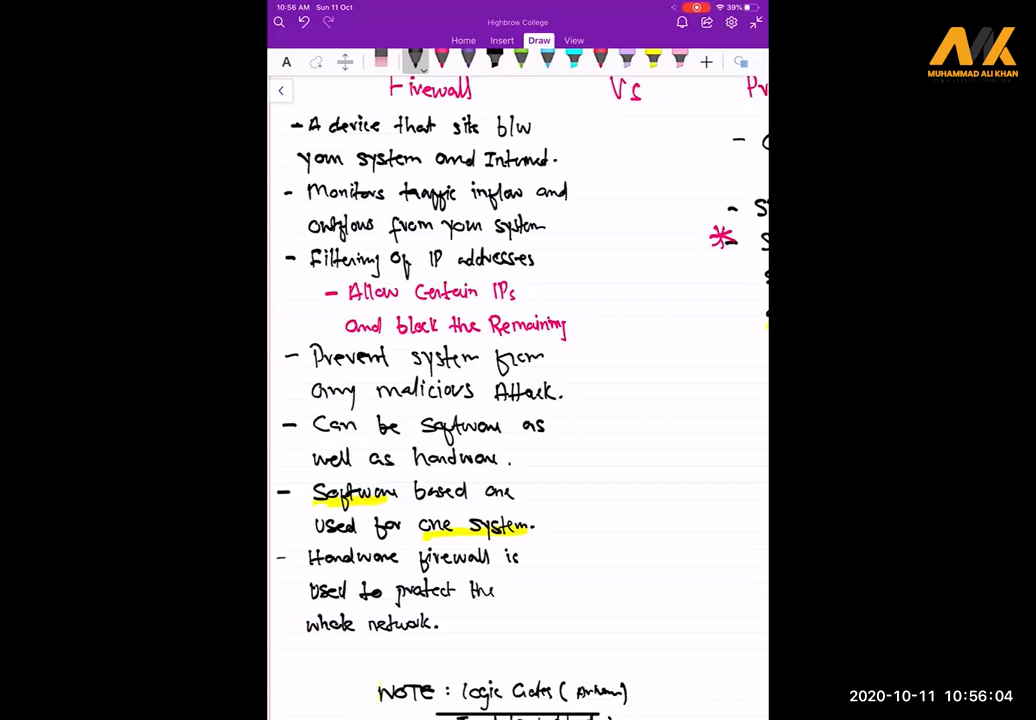 10:56 AM Sun 11 Oct
39%
Highbrow College
Home Insert Draw View
A
MUHAMMAD ALI KHAN
Firewall Vs
- A device that sits b/w
your system and Internet.
- Monitors traffic inflow and
outflows from your system
- Filtering of IP addresses
- Allow Certain IPs
and block the Remaining
- Prevent system from
any malicious Attack.
- Can be Software as
well as hardware.
- Software based one
used for one system.
- Hardware firewall is
used to protect the
whole network.
NOTE : Logic Gates (
2020-10-11 10:56:04